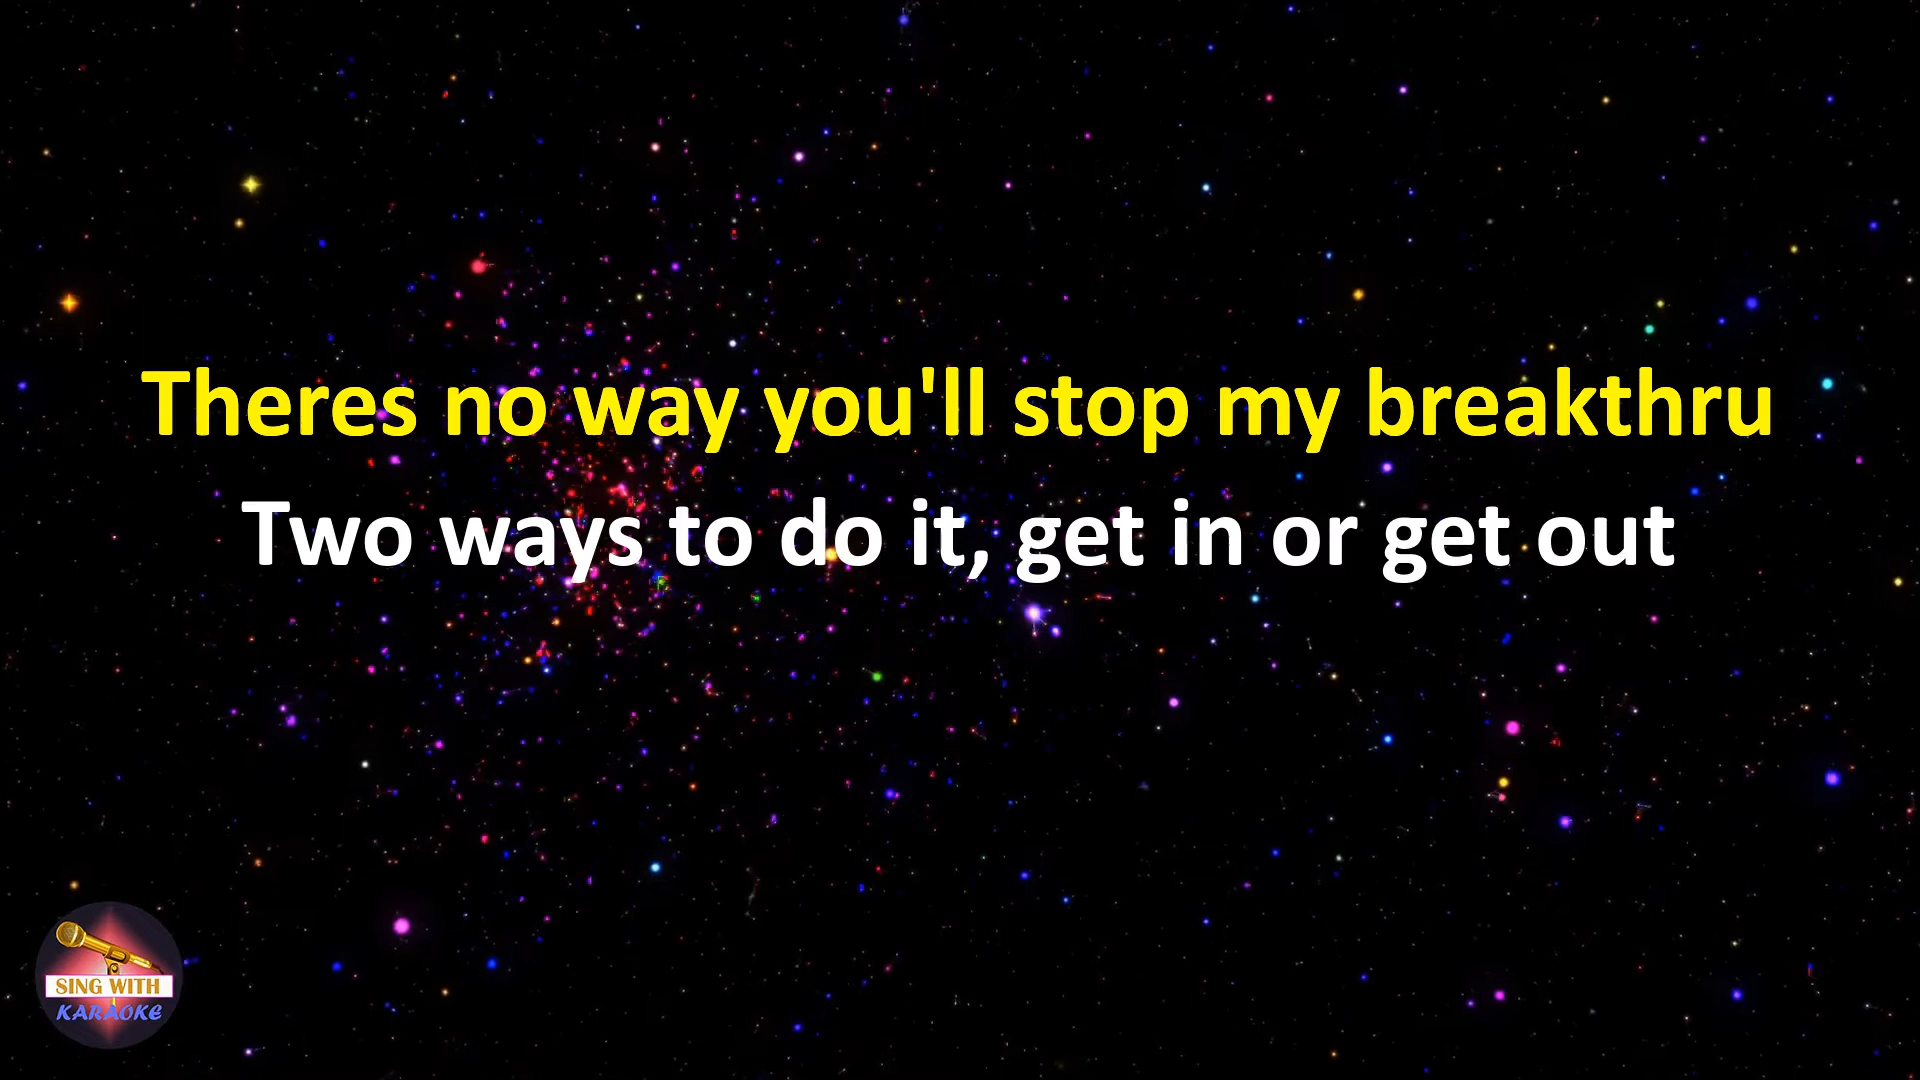 Theres no way you'll stop my breakthru
Two ways to do it, get in or get out
SING WITH
KARAOKE